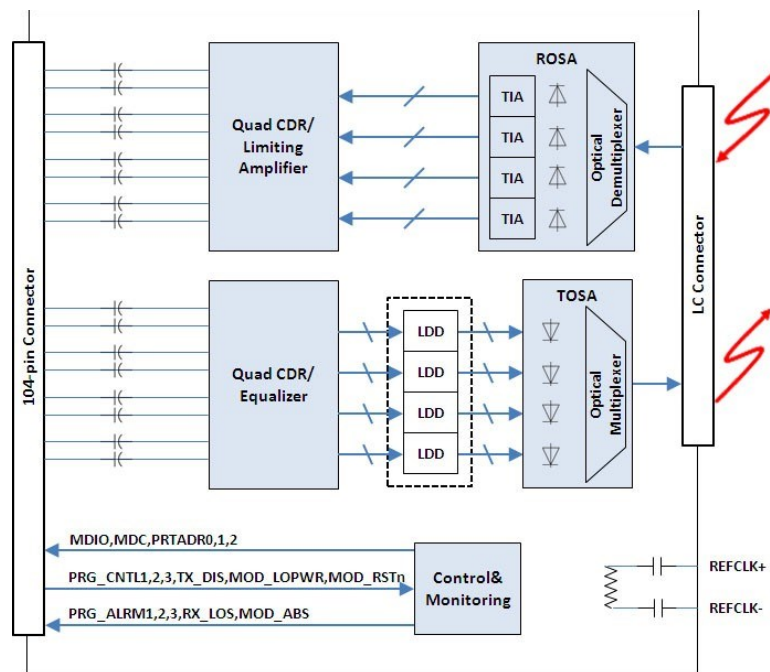 104-pin Connector
Quad CDR/
Limiting
Amplifier
ROSA
TIA
TIA
TIA
TIA
Optical
Demultiplexer
LC Connector
Quad CDR/
Equalizer
LDD
LDD
LDD
LDD
TOSA
Optical
Multiplexer
MDIO,MDC,PRTADR0,1,2
PRG_CNTL1,2,3,TX_DIS,MOD_LOPWR,MOD_RSTn
PRG_ALRM1,2,3,RX_LOS,MOD_ABS
Control&
Monitoring
REFCLK+
REFCLK-